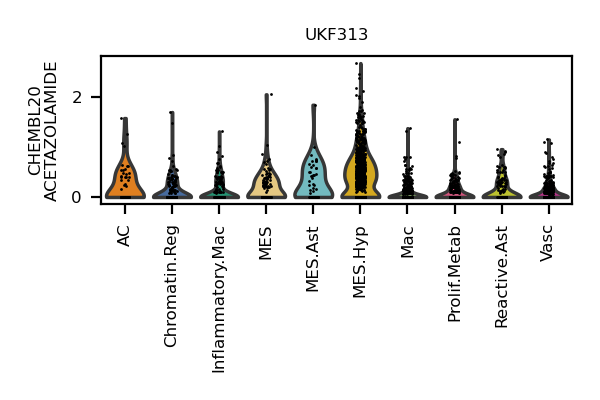 UKF313
CHEMBL20
ACETAZOLAMIDE
2
0
AC
Chromatin.Reg
Inflammatory.Mac
MES
MES.Ast
MES.Hyp
Mac
Prolif.Metab
Reactive.Ast
Vasc